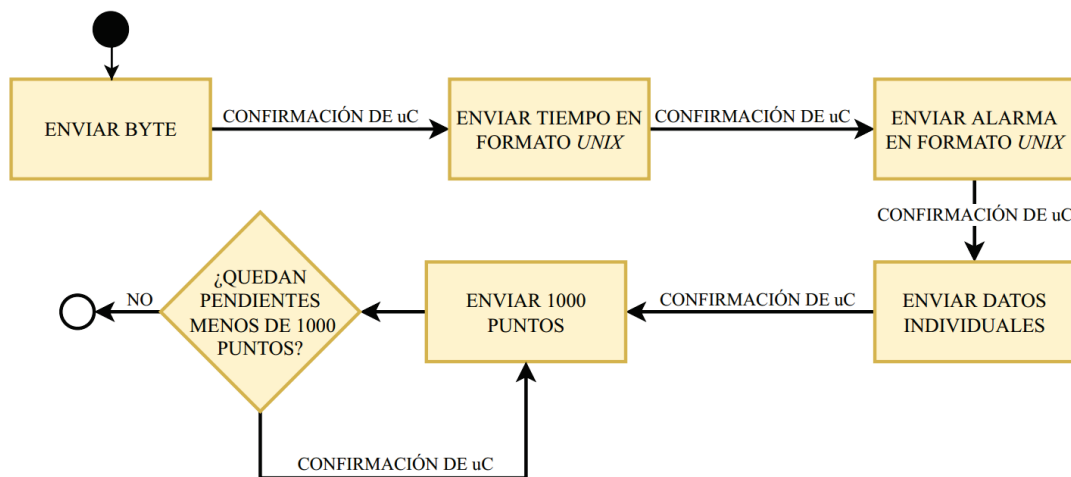 ENVIAR BYTE
CONFIRMACIÓN DE uC
ENVIAR TIEMPO EN
FORMATO UNIX
CONFIRMACIÓN DE uC
ENVIAR ALARMA
EN FORMATO UNIX
CONFIRMACIÓN DE uC
ENVIAR DATOS
INDIVIDUALES
CONFIRMACIÓN DE uC
ENVIAR 1000
PUNTOS
¿QUEDAN
PENDIENTES
MENOS DE 1000
PUNTOS?
NO
CONFIRMACIÓN DE uC